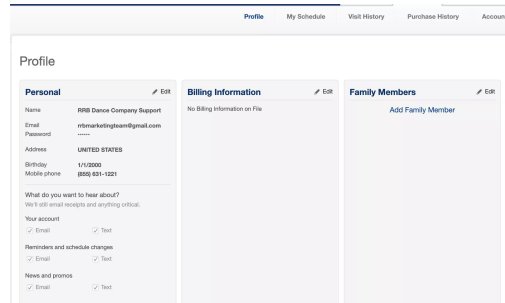 Profile My Schedule Visit History Purchase History Accoun
Profile
Personal Edit
Name RRB Dance Company Support
Email rrbmarketingteam@gmail.com
Password ······
Address UNITED STATES
Birthday 1/1/2000
Mobile phone (855) 631-1221
What do you want to hear about?
We'll still email receipts and anything critical.
Your account
Email Text
Reminders and schedule changes
Email Text
News and promos
Email Text
Billing Information Edit
No Billing Information on File
Family Members Edit
Add Family Member